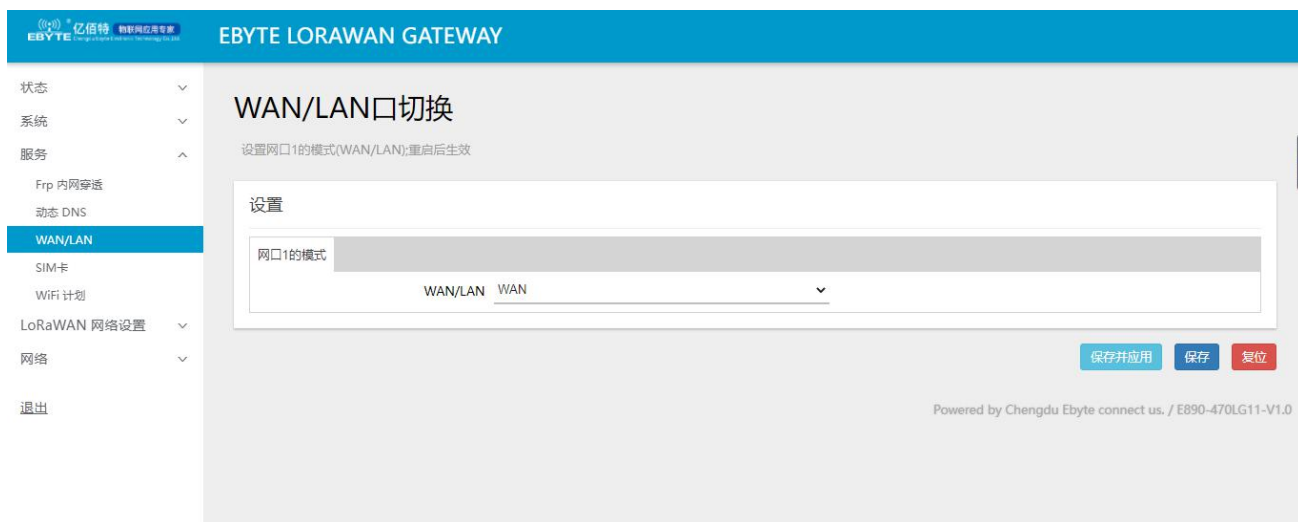 EBYTE 亿佰特 物联网应用专家
EBYTE LORAWAN GATEWAY
状态
系统
服务
Frp 内网穿透
动态 DNS
WAN/LAN
SIM卡
WiFi 计划
LoRaWAN 网络设置
网络
退出
WAN/LAN口切换
设置网口1的模式(WAN/LAN);重启后生效
设置
网口1的模式
WAN/LAN WAN
保存并应用 保存 复位
Powered by Chengdu Ebyte connect us. / E890-470LG11-V1.0